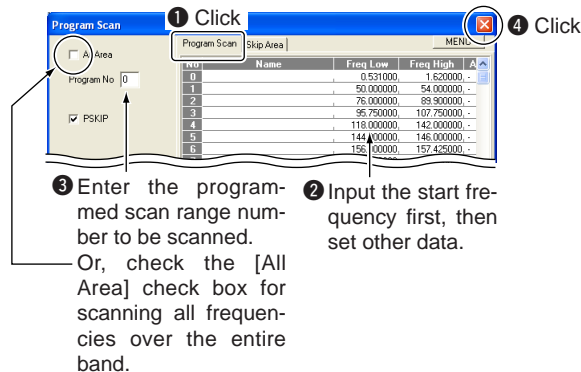 ❶ Click
❹ Click
Program Scan
All Area
Program No 0
PSKIP
Program Scan
Skip Area
MENU
No Name Freq Low Freq High A
0 0.531000, 1.620000, -
1 50.000000, 54.000000, -
2 76.000000, 89.900000, -
3 95.750000, 107.750000, -
4 118.000000, 142.000000, -
5 144.000000, 146.000000, -
6 156.000000, 157.425000, -
❸ Enter the program-
med scan range num-
ber to be scanned.
Or, check the [All
Area] check box for
scanning all frequen-
cies over the entire
band.
❷ Input the start fre-
quency first, then
set other data.